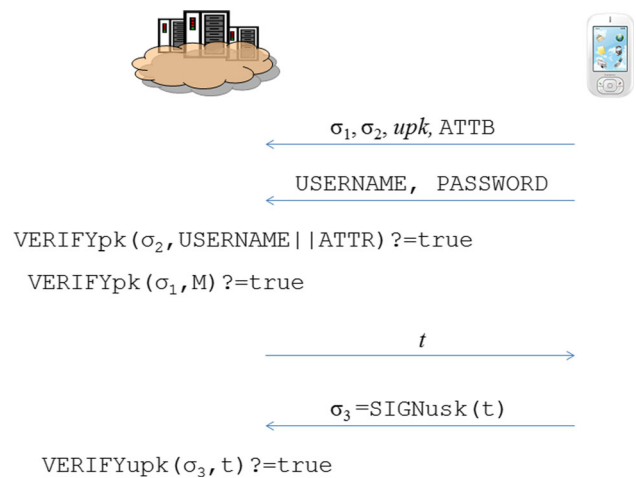 σ₁, σ₂, upk, ATTB
USERNAME, PASSWORD
VERIFYpk(σ₂,USERNAME||ATTR)?=true
VERIFYpk(σ₁,M)?=true
t
σ₃=SIGNusk(t)
VERIFYupk(σ₃,t)?=true